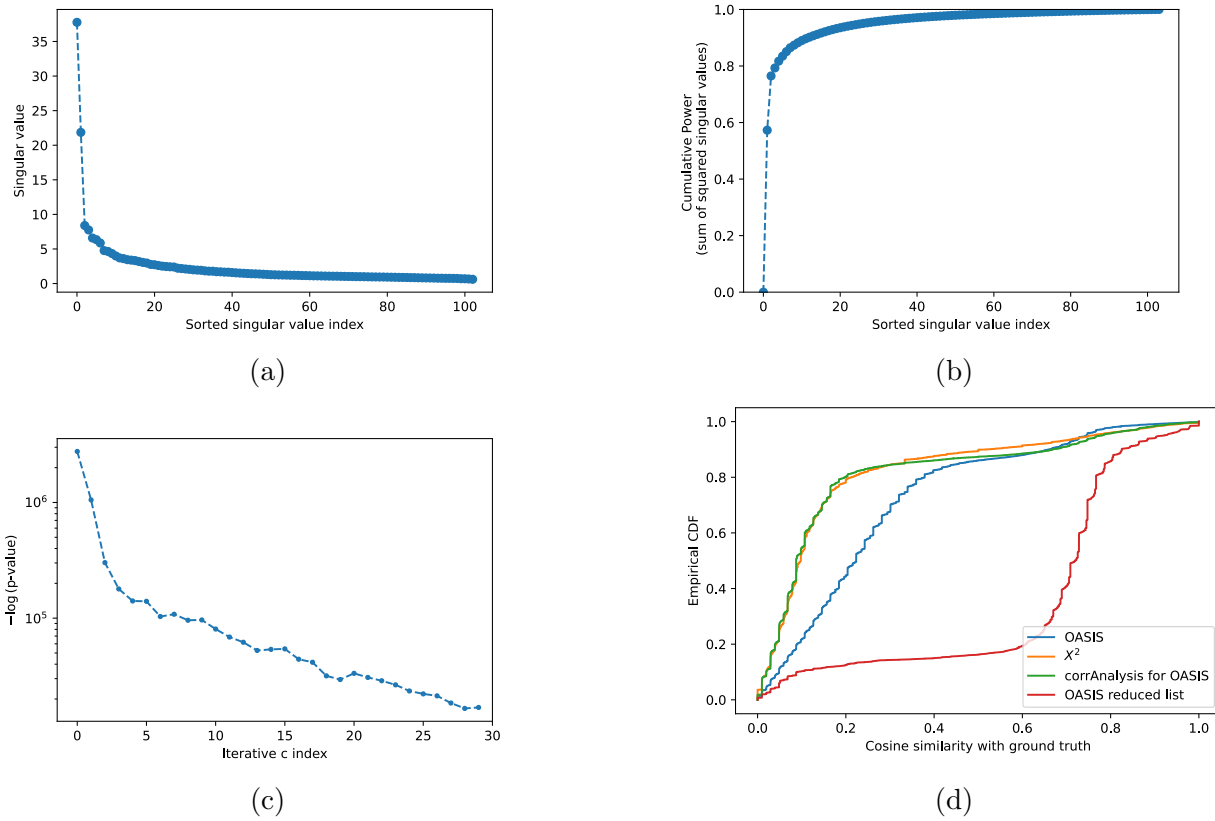 35
30
25
20
15
10
5
0
Singular value
0 20 40 60 80 100
Sorted singular value index
(a)
1.0
0.8
0.6
0.4
0.2
0.0
Cumulative Power
(sum of squared singular values)
0 20 40 60 80 100
Sorted singular value index
(b)
10^6
10^5
−log (p-value)
0 5 10 15 20 25 30
Iterative c index
(c)
1.0
0.8
0.6
0.4
0.2
0.0
Empirical CDF
OASIS
X^2
corrAnalysis for OASIS
OASIS reduced list
0.0 0.2 0.4 0.6 0.8 1.0
Cosine similarity with ground truth
(d)